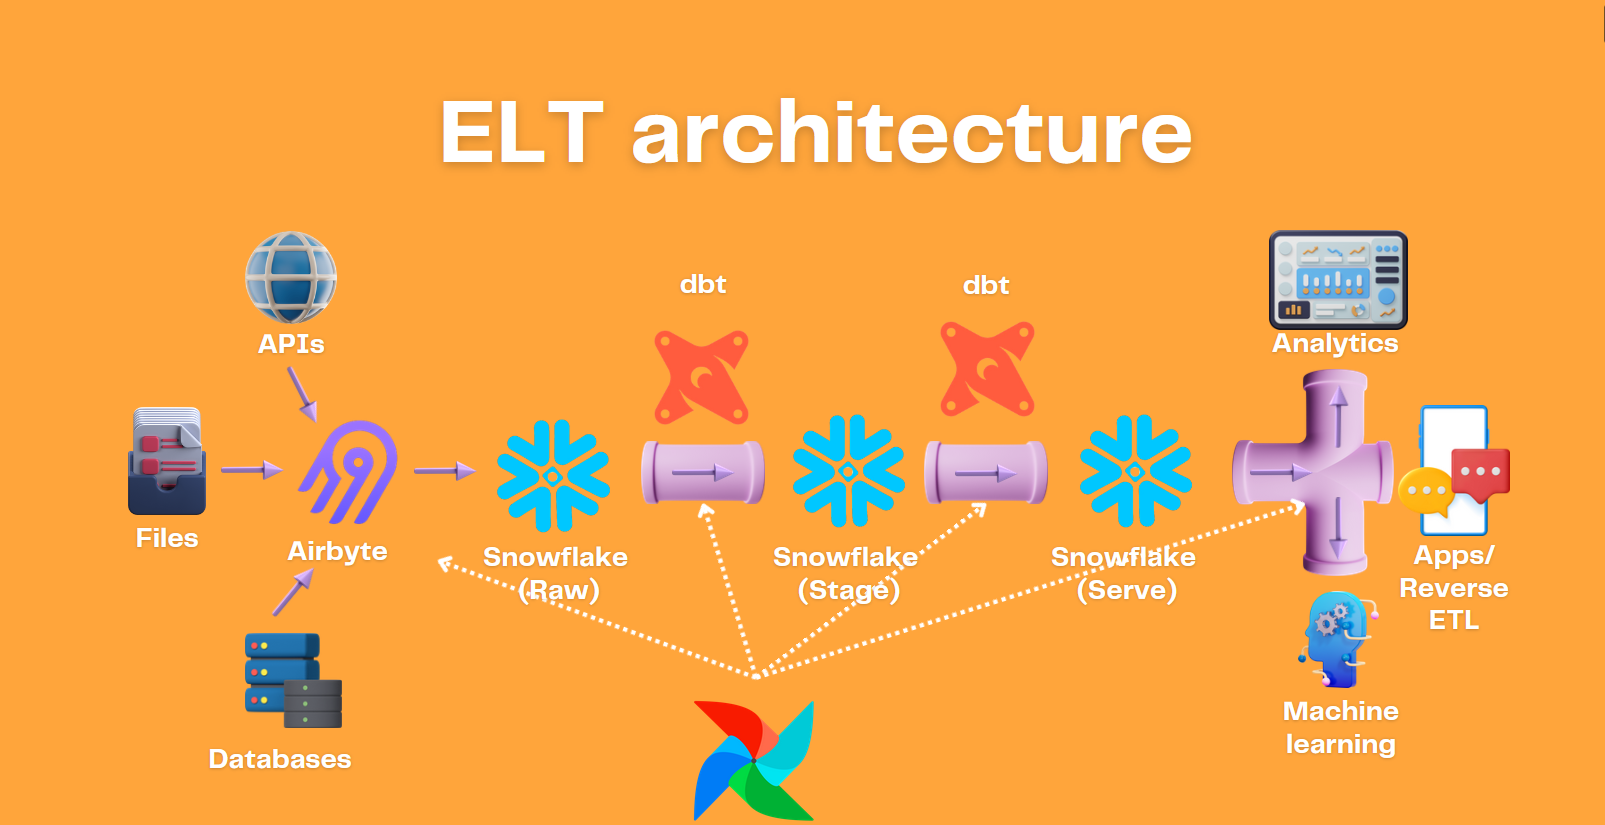 ELT architecture
APIs
dbt
dbt
Analytics
Files
Airbyte
Snowflake
(Raw)
Snowflake
(Stage)
Snowflake
(Serve)
Apps/
Reverse
ETL
Databases
Machine
learning